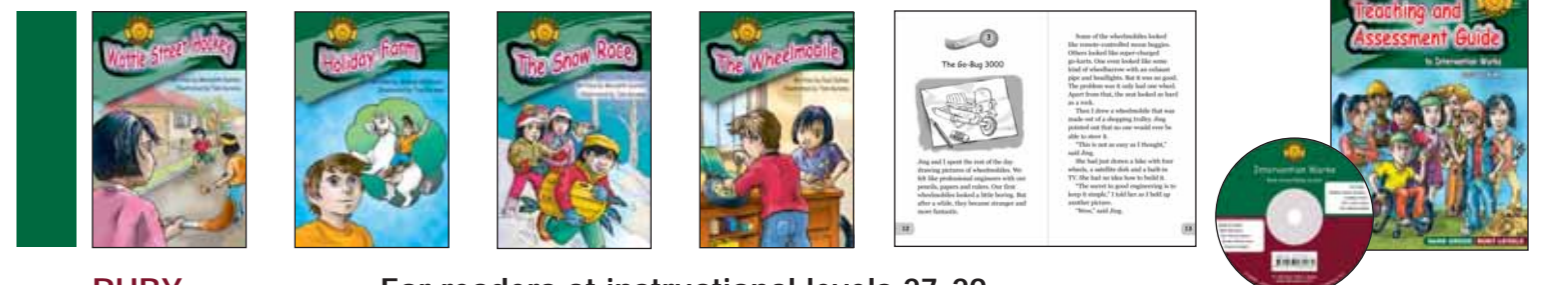 Wattle Street Hockey
Holiday Farm
The Snow Race
The Wheelmobile
3
The Go-Bug 3000
Jing and I spent the rest of the day
drawing pictures of wheelmobiles. We
felt like professional engineers with our
pencils, papers and rulers. Our first
wheelmobiles looked a little boring. But
after a while, they became stranger and
more fantastic.
12
Some of the wheelmobiles looked
like remote-controlled moon buggies.
Others looked like super-charged
go-karts. One even looked like some
kind of wheelbarrow with an exhaust
pipe and headlights. But it was no good.
The problem was it only had one wheel.
Apart from that, the seat looked as hard
as a rock.
Then I drew a wheelmobile that was
made out of a shopping trolley. Jing
pointed out that no one would ever be
able to steer it.
"This is not as easy as I thought,"
said Jing.
She had just drawn a bike with four
wheels, a satellite dish and a built-in
TV. She had no idea how to build it.
"The secret to good engineering is to
keep it simple," I told her as I held up
another picture.
"Wow," said Jing.
13
Teaching and
Assessment Guide
to Intervention Works
Intervention Works
DARK GREEN RUBY LEVELS
RUBY
For readers at instructional levels 27-29